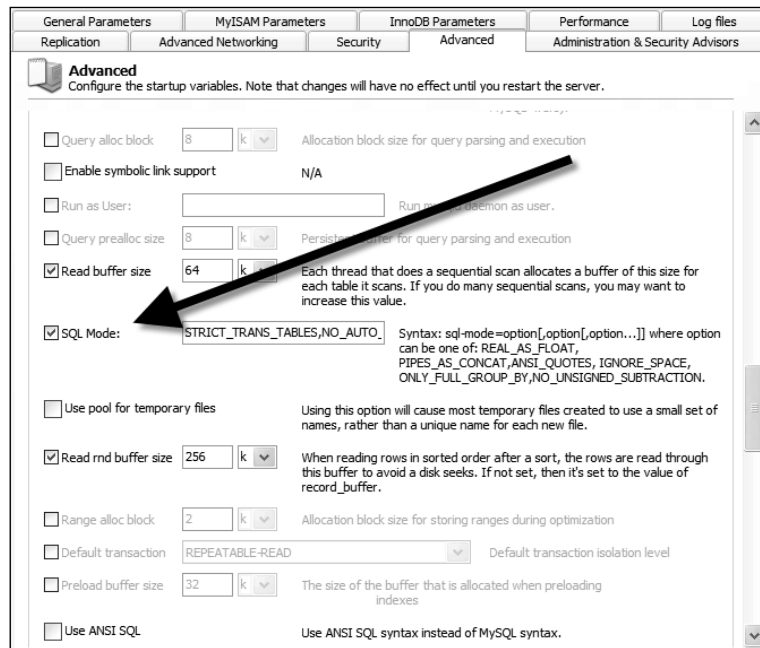 General Parameters MyISAM Parameters InnoDB Parameters Performance Log files
Replication Advanced Networking Security Advanced Administration & Security Advisors
Advanced
Configure the startup variables. Note that changes will have no effect until you restart the server.
Query alloc block 8 k Allocation block size for query parsing and execution
Enable symbolic link support N/A
Run as User: Run daemon as user.
Query prealloc size 8 k Persistent buffer for query parsing and execution
Read buffer size 64 k Each thread that does a sequential scan allocates a buffer of this size for
each table it scans. If you do many sequential scans, you may want to
increase this value.
SQL Mode: STRICT_TRANS_TABLES,NO_AUTO_ Syntax: sql-mode=option[,option[,option...]] where option
can be one of: REAL_AS_FLOAT,
PIPES_AS_CONCAT,ANSI_QUOTES, IGNORE_SPACE,
ONLY_FULL_GROUP_BY,NO_UNSIGNED_SUBTRACTION.
Use pool for temporary files Using this option will cause most temporary files created to use a small set of
names, rather than a unique name for each new file.
Read rnd buffer size 256 k When reading rows in sorted order after a sort, the rows are read through
this buffer to avoid a disk seeks. If not set, then it's set to the value of
record_buffer.
Range alloc block 2 k Allocation block size for storing ranges during optimization
Default transaction REPEATABLE-READ Default transaction isolation level
Preload buffer size 32 k The size of the buffer that is allocated when preloading
indexes
Use ANSI SQL Use ANSI SQL syntax instead of MySQL syntax.